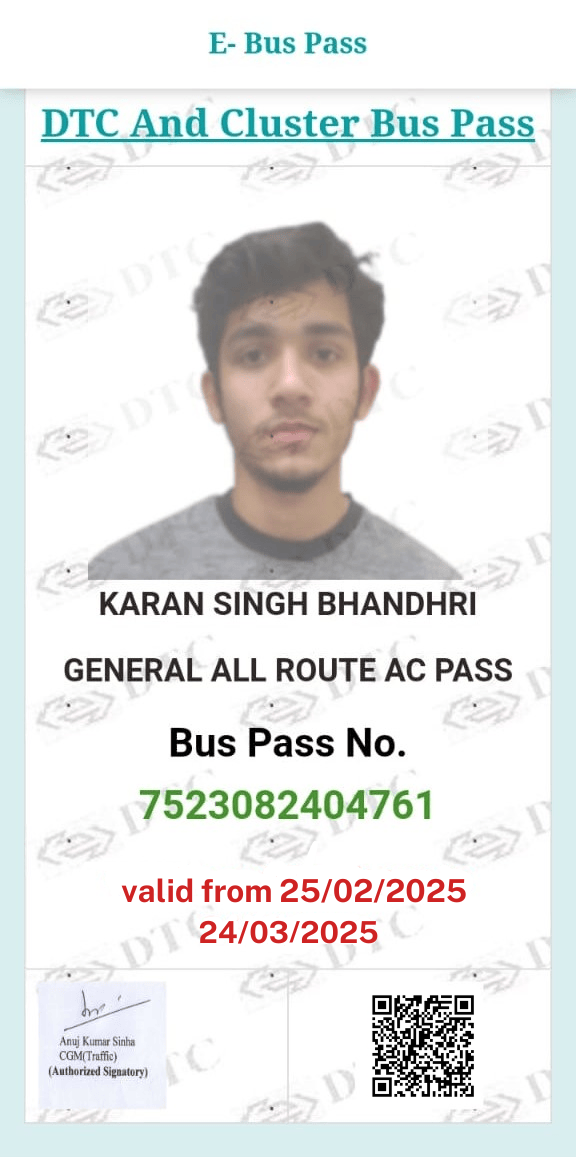 E- Bus Pass
DTC And Cluster Bus Pass
KARAN SINGH BHANDHRI
GENERAL ALL ROUTE AC PASS
Bus Pass No.
7523082404761
valid from 25/02/2025
24/03/2025
Anuj Kumar Sinha
CGM(Traffic)
(Authorized Signatory)
DTC